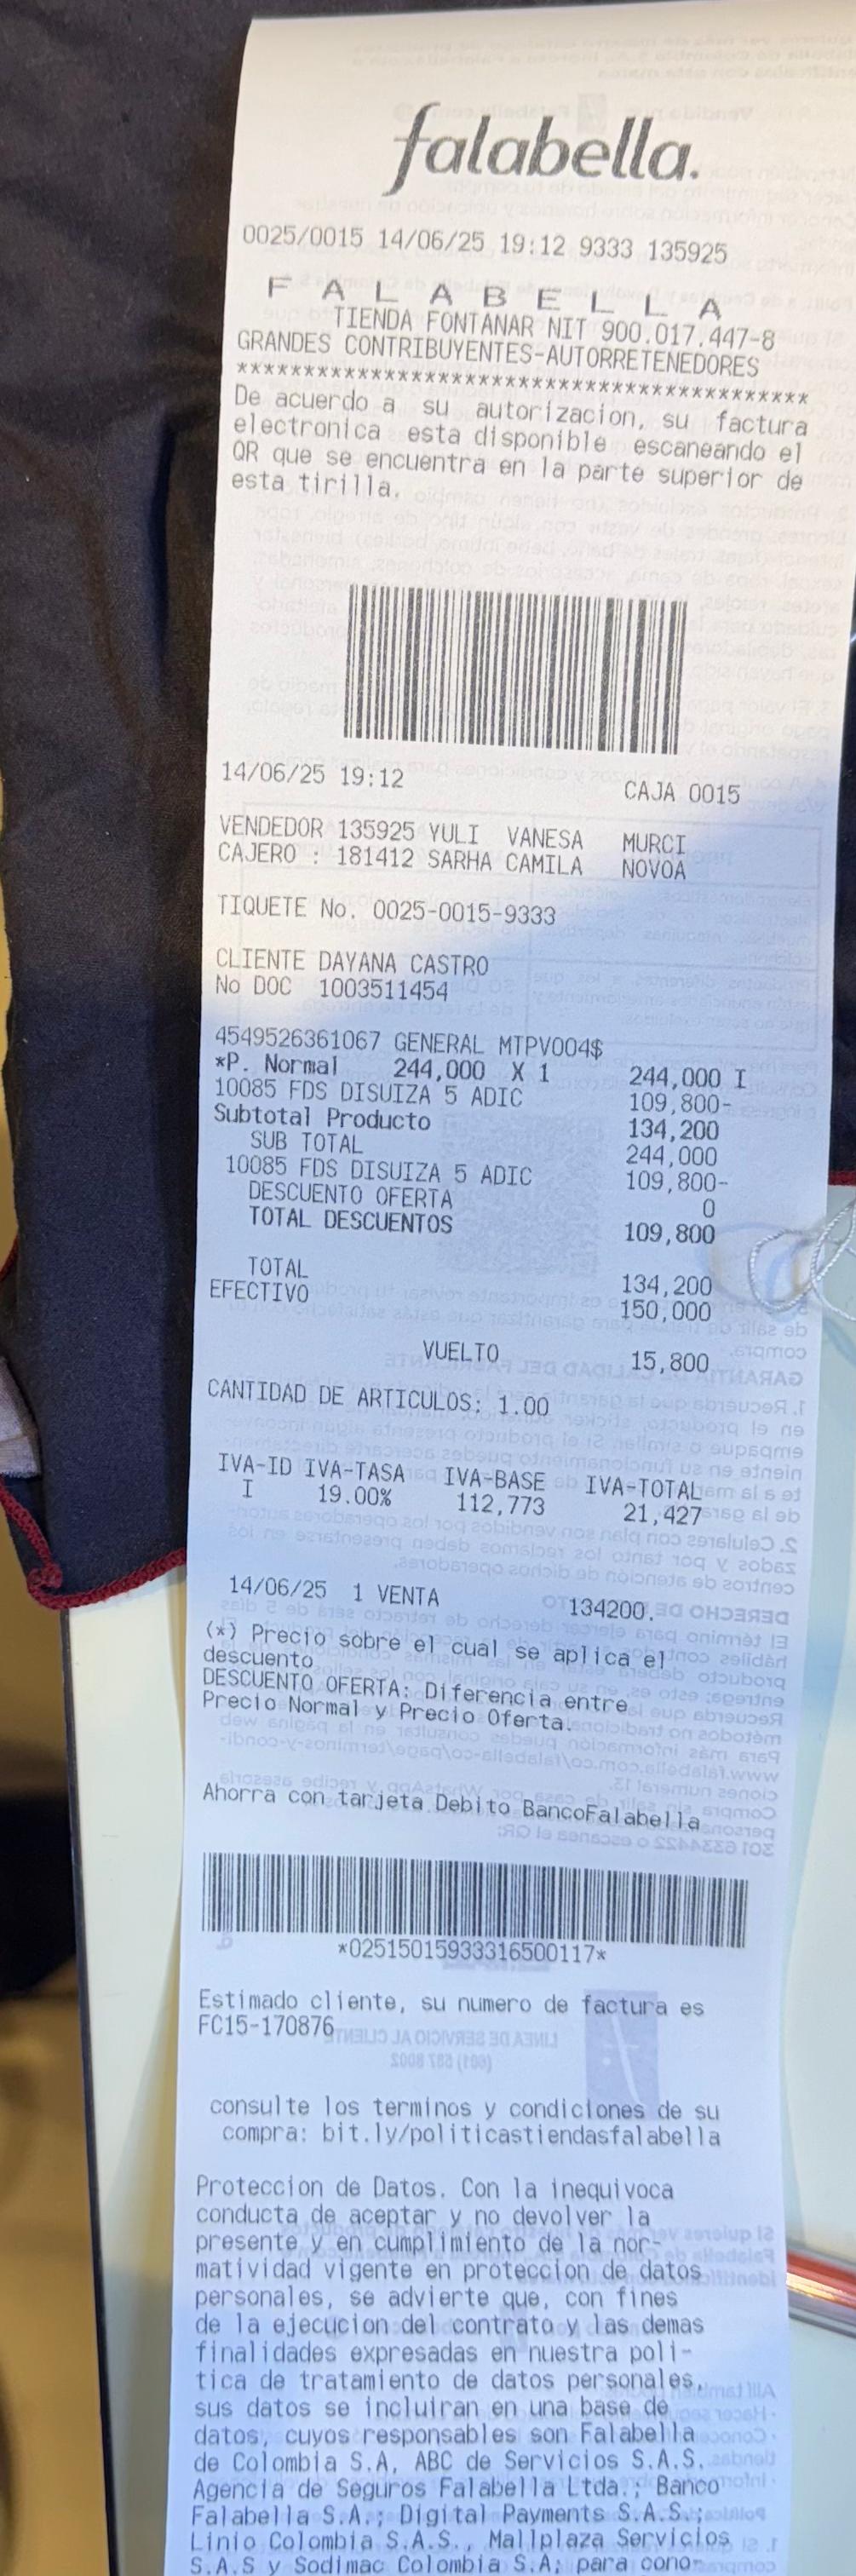 falabella.
0025/0015 14/06/25 19:12 9333 135925
F A L A B E L L A
TIENDA FONTANAR NIT 900.017.447-8
GRANDES CONTRIBUYENTES-AUTORRETENEDORES
*******************************************
De acuerdo a su autorizacion, su factura
electronica esta disponible escaneando el
QR que se encuentra en la parte superior de
esta tirilla.
14/06/25 19:12 CAJA 0015
VENDEDOR 135925 YULI VANESA MURCI
CAJERO : 181412 SARHA CAMILA NOVOA
TIQUETE No. 0025-0015-9333
CLIENTE DAYANA CASTRO
No DOC 1003511454
4549526361067 GENERAL MTPV004$
*P. Normal 244,000 X 1 244,000 I
10085 FDS DISUIZA 5 ADIC 109,800-
Subtotal Producto 134,200
SUB TOTAL 244,000
10085 FDS DISUIZA 5 ADIC 109,800-
DESCUENTO OFERTA 0
TOTAL DESCUENTOS 109,800
TOTAL 134,200
EFECTIVO 150,000
VUELTO 15,800
CANTIDAD DE ARTICULOS: 1.00
IVA-ID IVA-TASA IVA-BASE IVA-TOTAL
I 19.00% 112,773 21,427
14/06/25 1 VENTA 134200.
(*) Precio sobre el cual se aplica el
descuento
DESCUENTO OFERTA: Diferencia entre
Precio Normal y Precio Oferta.
Ahorra con tarjeta Debito BancoFalabella
*02515015933316500117*
Estimado cliente, su numero de factura es
FC15-170876
consulte los terminos y condiciones de su
compra: bit.ly/politicastiendasfalabella
Proteccion de Datos. Con la inequivoca
conducta de aceptar y no devolver la
presente y en cumplimiento de la nor-
matividad vigente en proteccion de datos
personales, se advierte que, con fines
de la ejecucion del contrato y las demas
finalidades expresadas en nuestra poli-
tica de tratamiento de datos personales,
sus datos se incluiran en una base de
datos, cuyos responsables son Falabella
de Colombia S.A, ABC de Servicios S.A.S.
Agencia de Seguros Falabella Ltda.; Banco
Falabella S.A.; Digital Payments S.A.S.;
Linio Colombia S.A.S., Mallplaza Servicios
S.A.S y Sodimac Colombia S.A; para cono-